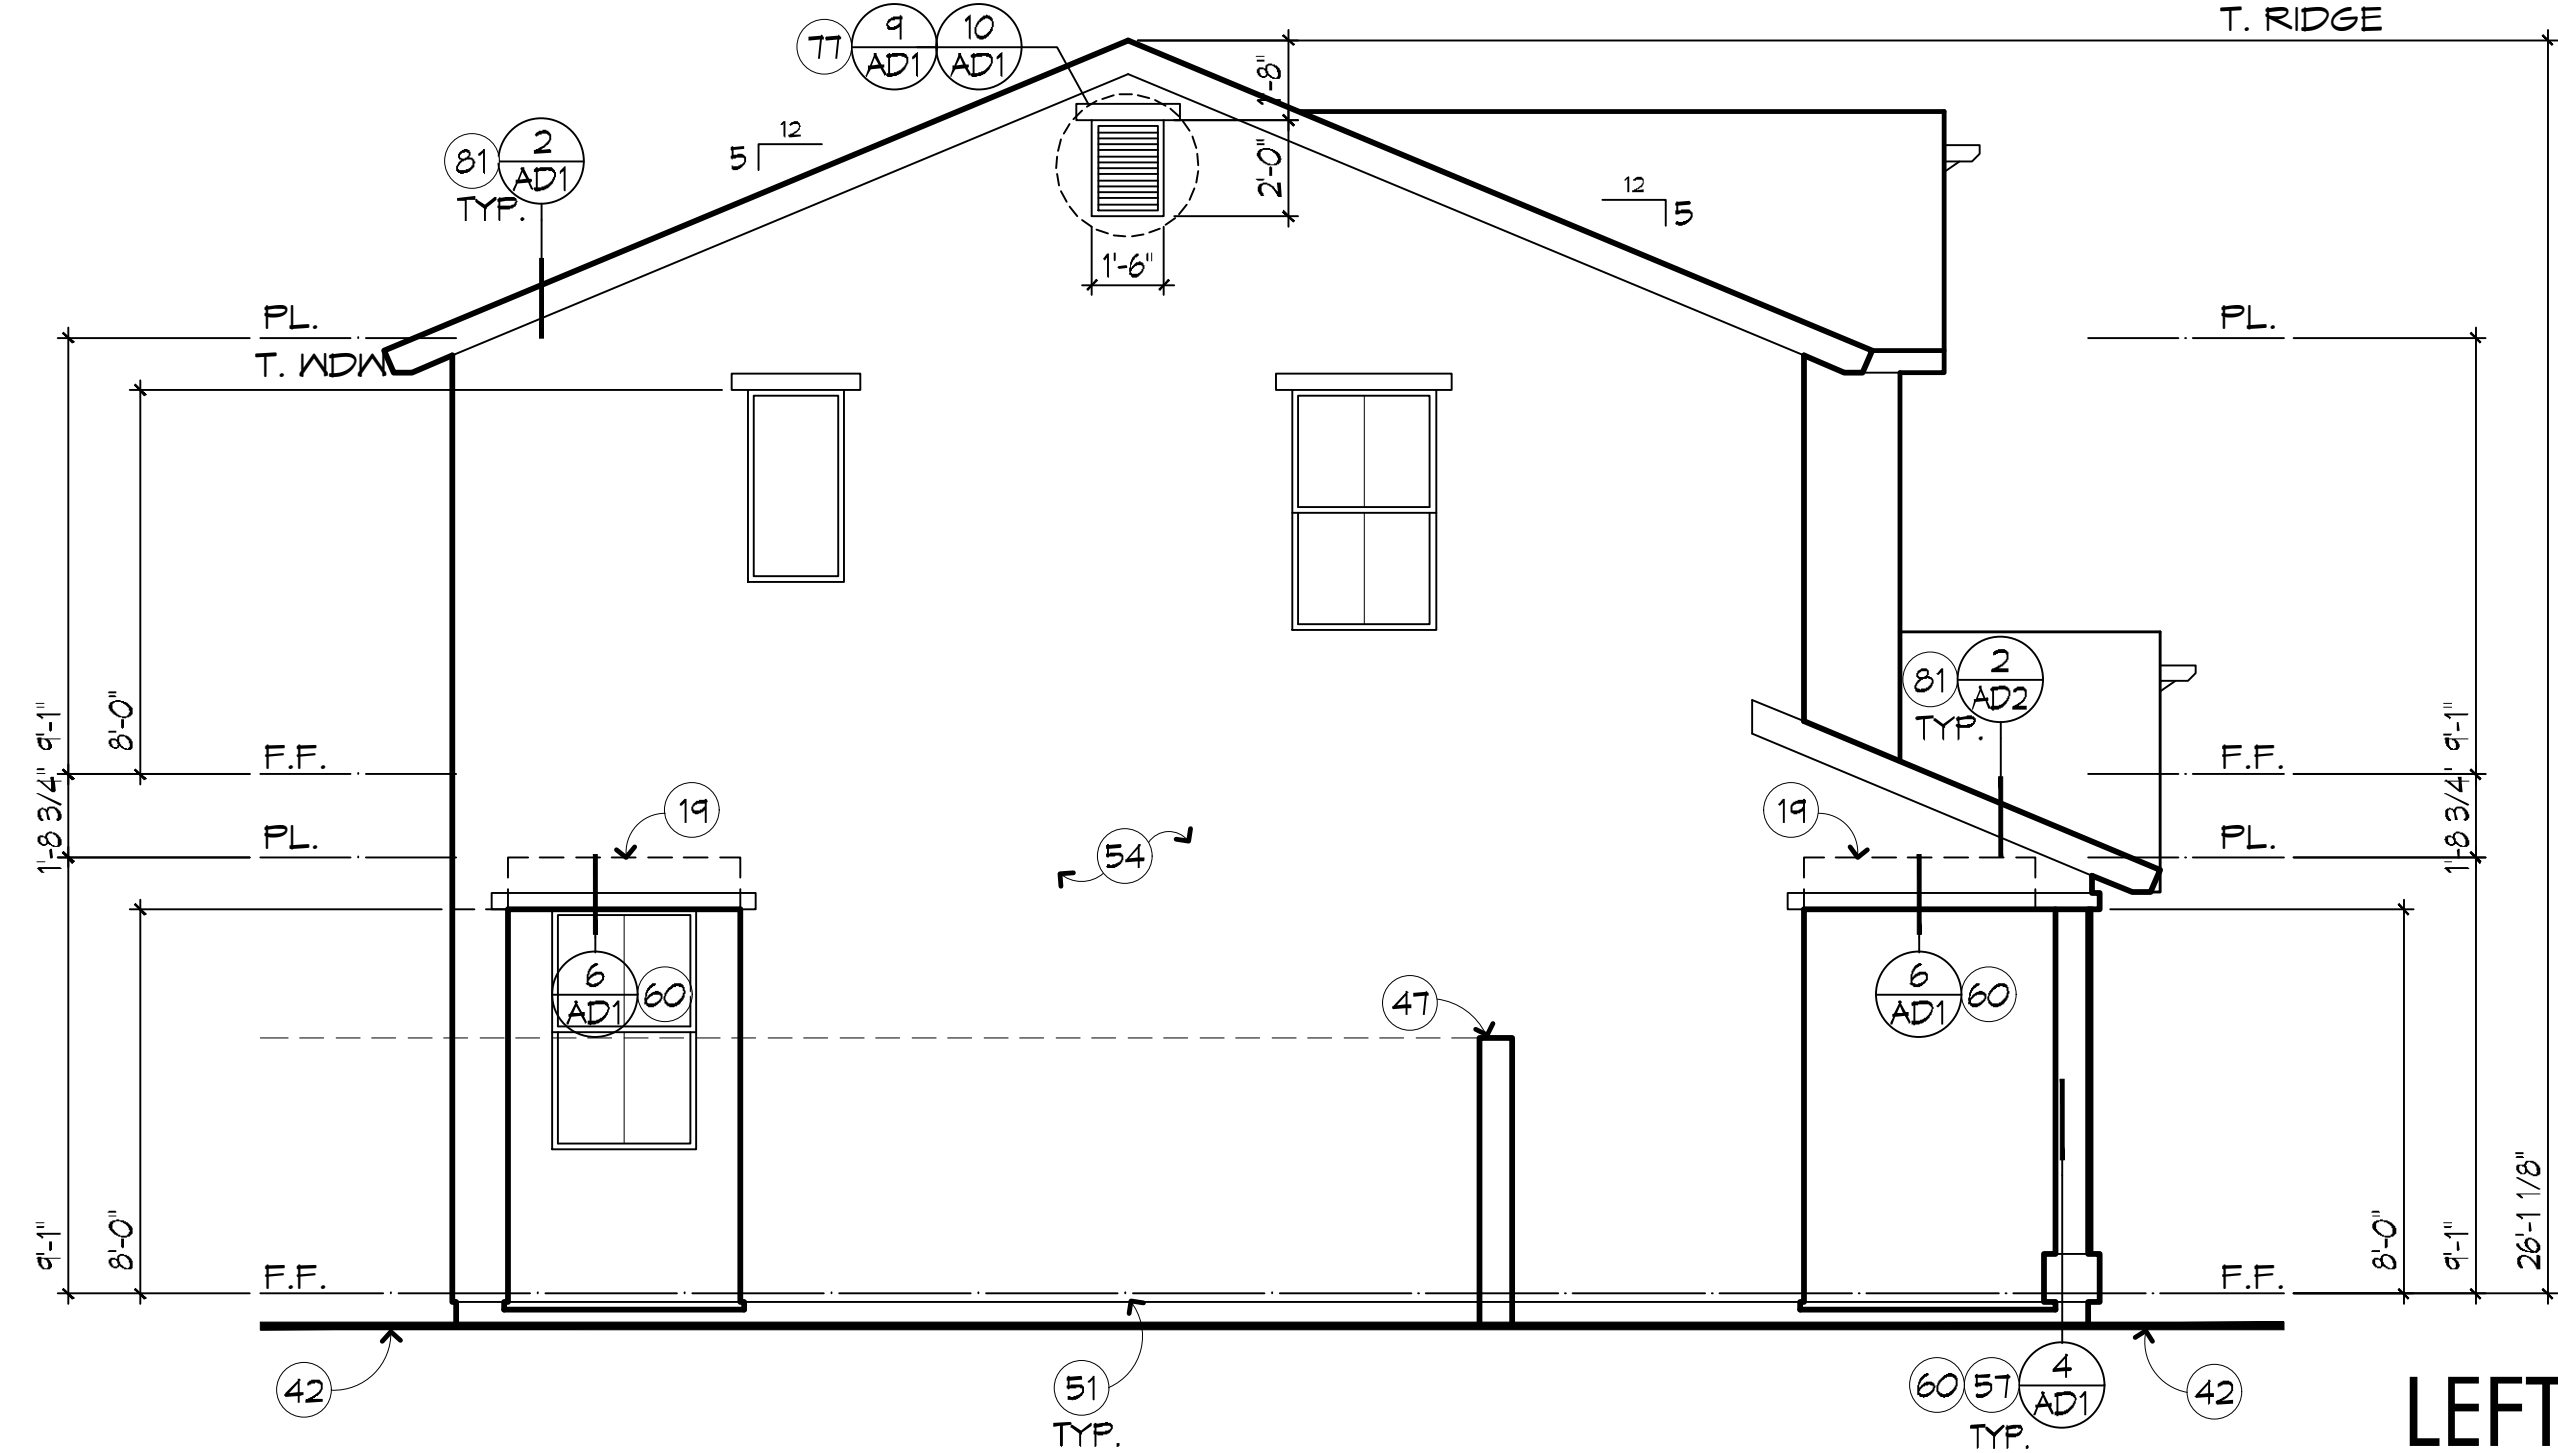 T. RIDGE
77 9 10
AD1 AD1
1'-8"
81 2
AD1
TYP.
12
5
2'-0"
12
5
1'-6"
PL.
PL.
T. WDW
81 2
AD2
TYP.
9'-1"
8'-0"
9'-1"
F.F.
F.F.
1'-8 3/4"
19
19
1'-8 3/4"
PL.
PL.
54
6
AD1
60
47
6
AD1
60
9'-1"
8'-0"
8'-0"
9'-1"
26'-1 1/8"
F.F.
F.F.
42
51
TYP.
60 57 4
AD1
TYP.
42
LEFT